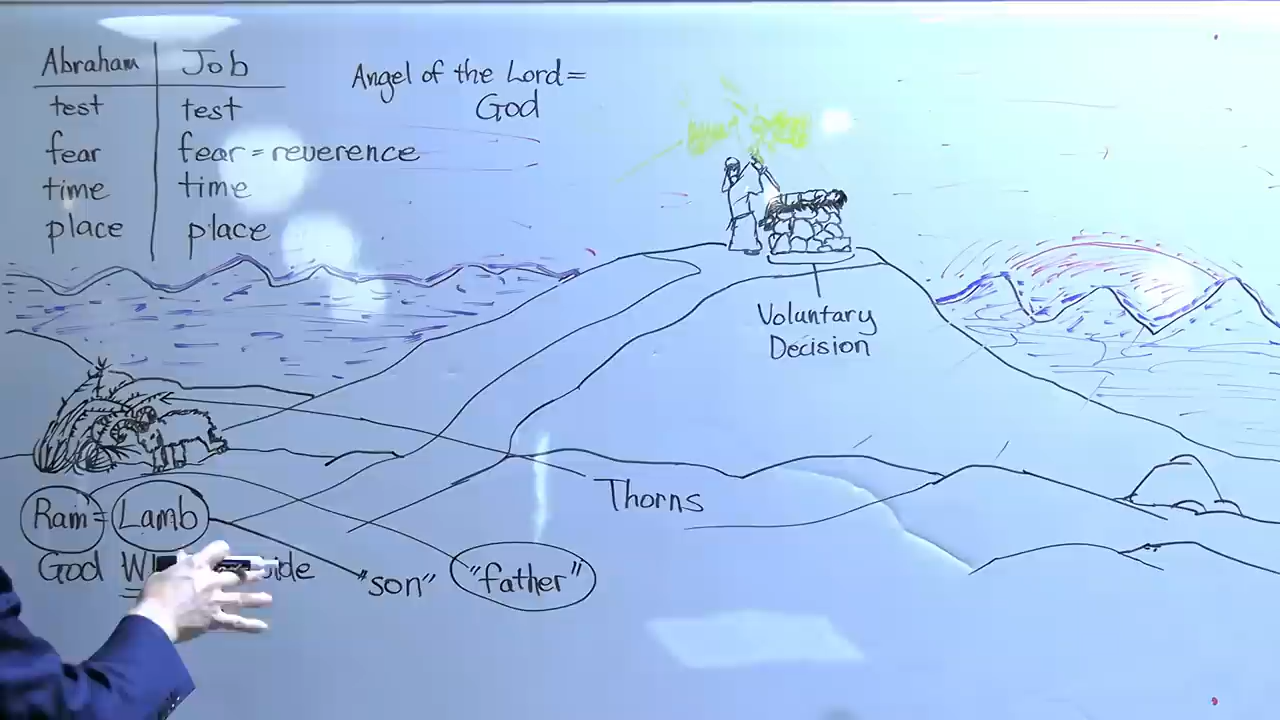 Abraham Job
test test
fear fear = reverence
time time
place place
Angel of the Lord =
God
Voluntary
Decision
Thorns
Ram = Lamb
God
"son" "father"